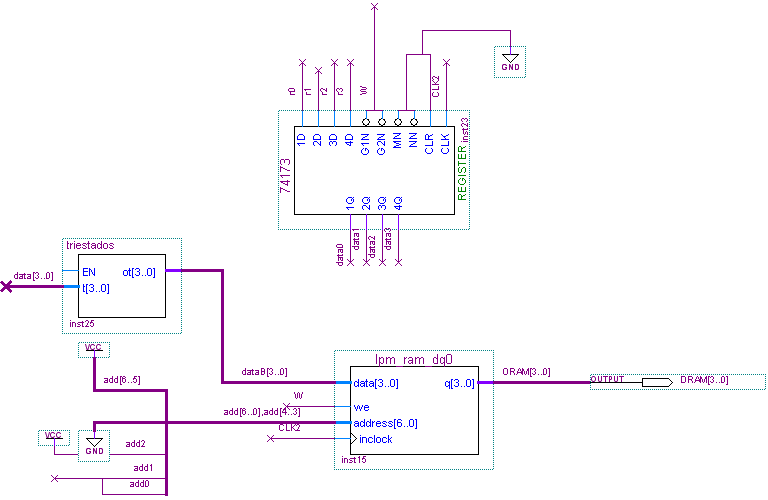 GND
r0
r1
r2
r3
W
CLK2
1D
2D
3D
4D
G1N
G2N
MN
NN
CLR
CLK
inst23
74173
REGISTER
1Q
2Q
3Q
4Q
data0
data1
data2
data3
triestados
EN
ot[3..0]
data[3..0]
t[3..0]
inst25
VCC
lpm_ram_dq0
add[6..5]
dataB[3..0]
data[3..0]
q[3..0]
ORAM[3..0]
OUTPUT
DRAM[3..0]
W
we
add[6..0],add[4..3]
address[6..0]
CLK2
inclock
VCC
GND
add2
inst15
add1
add0